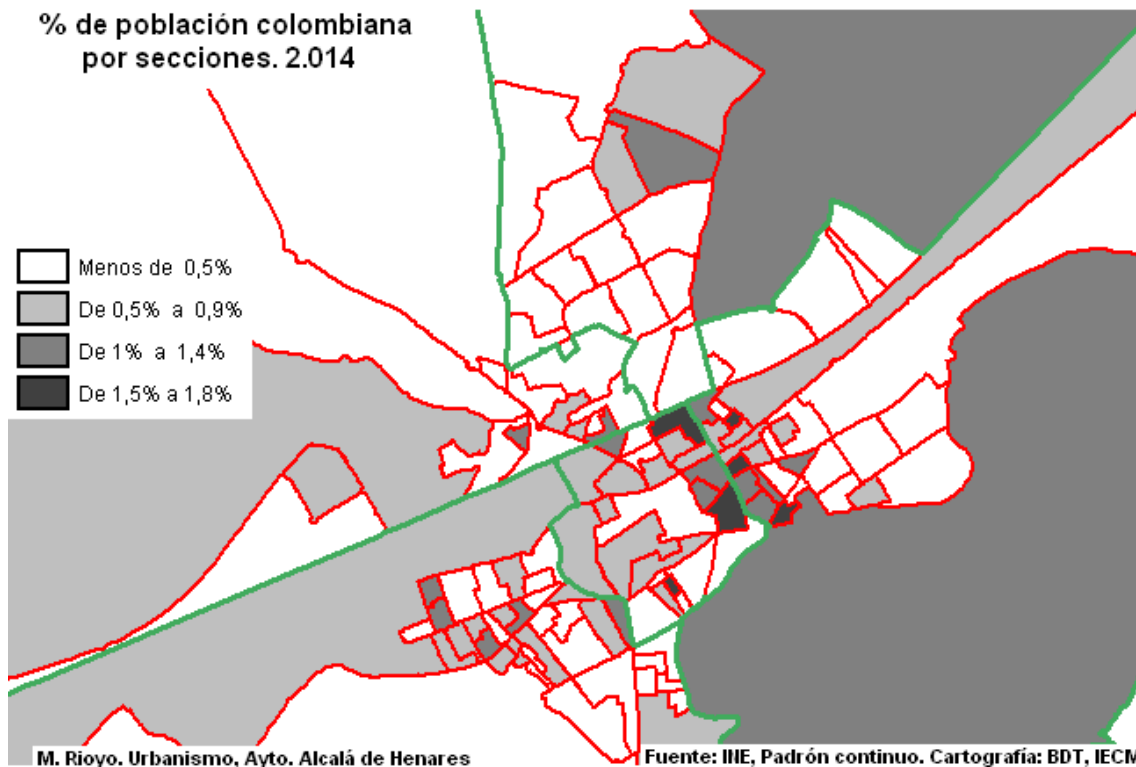 % de población colombiana
por secciones. 2.014
Menos de 0,5%
De 0,5% a 0,9%
De 1% a 1,4%
De 1,5% a 1,8%
M. Rioyo. Urbanismo, Ayto. Alcalá de Henares
Fuente: INE, Padrón continuo. Cartografía: BDT, IECM